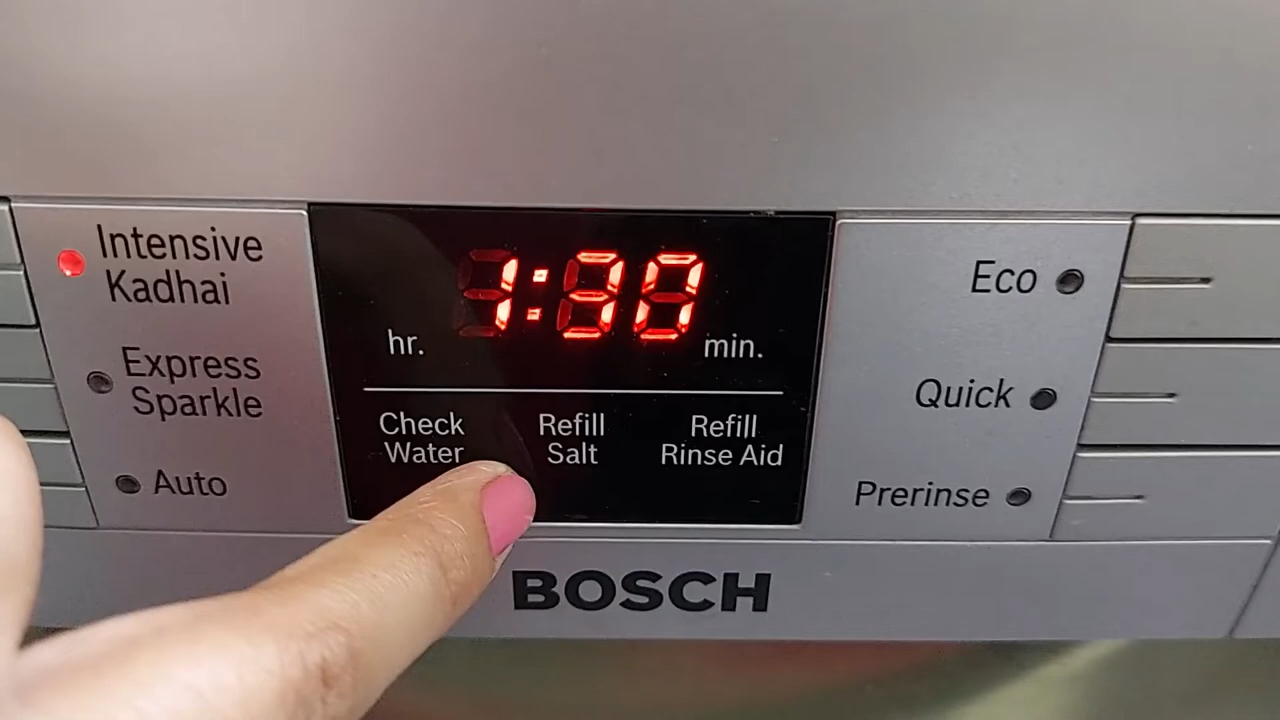 Intensive
Kadhai
Express
Sparkle
Auto
1:30
hr. min.
Check
Water
Refill
Salt
Refill
Rinse Aid
Eco
Quick
Prerinse
BOSCH